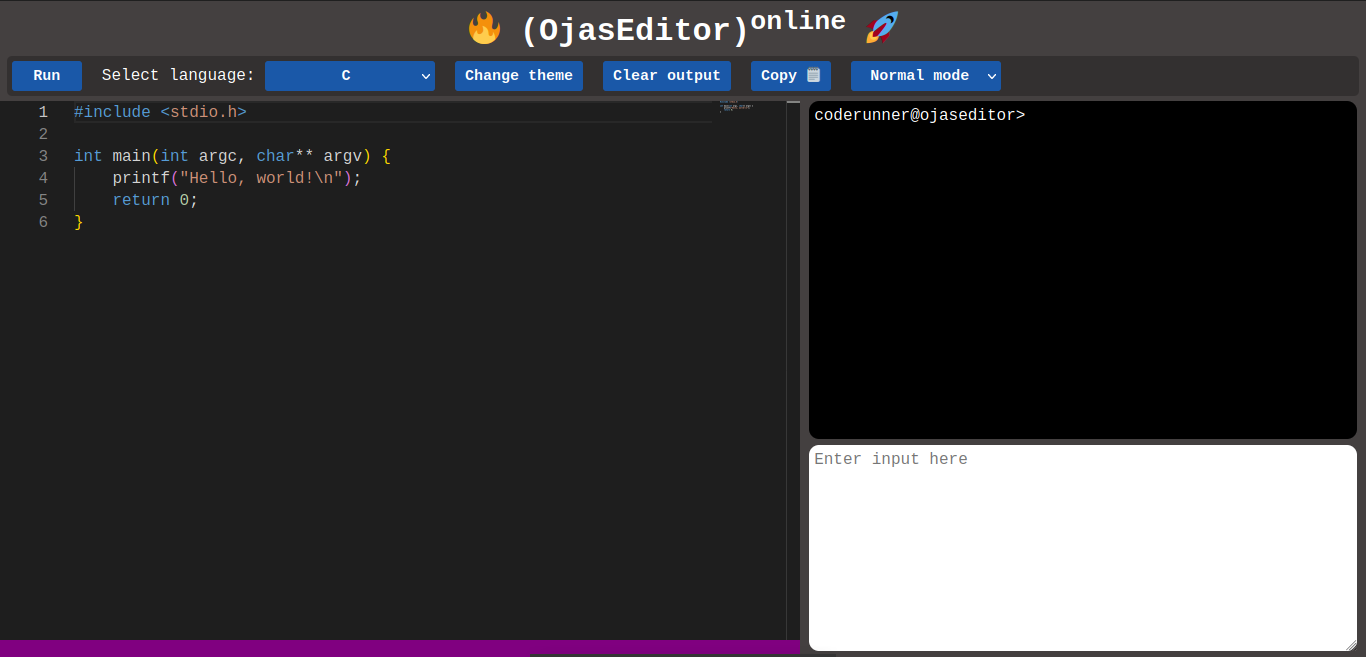 🔥 (OjasEditor)online 🚀
Run Select language: C Change theme Clear output Copy 🗒️ Normal mode
1 #include <stdio.h>
2
3 int main(int argc, char** argv) {
4     printf("Hello, world!\n");
5     return 0;
6 }
coderunner@ojaseditor>
Enter input here